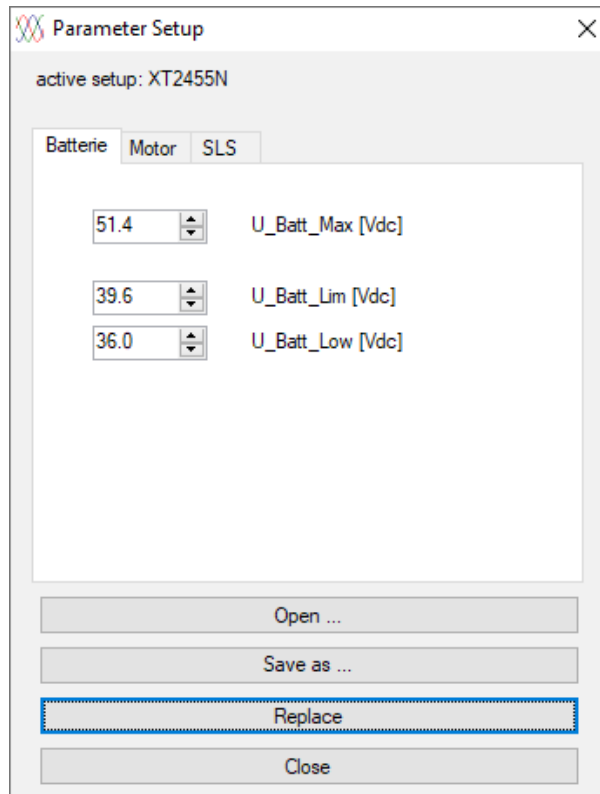 Parameter Setup
active setup: XT2455N
Batterie Motor SLS
51.4 U_Batt_Max [Vdc]
39.6 U_Batt_Lim [Vdc]
36.0 U_Batt_Low [Vdc]
Open ...
Save as ...
Replace
Close